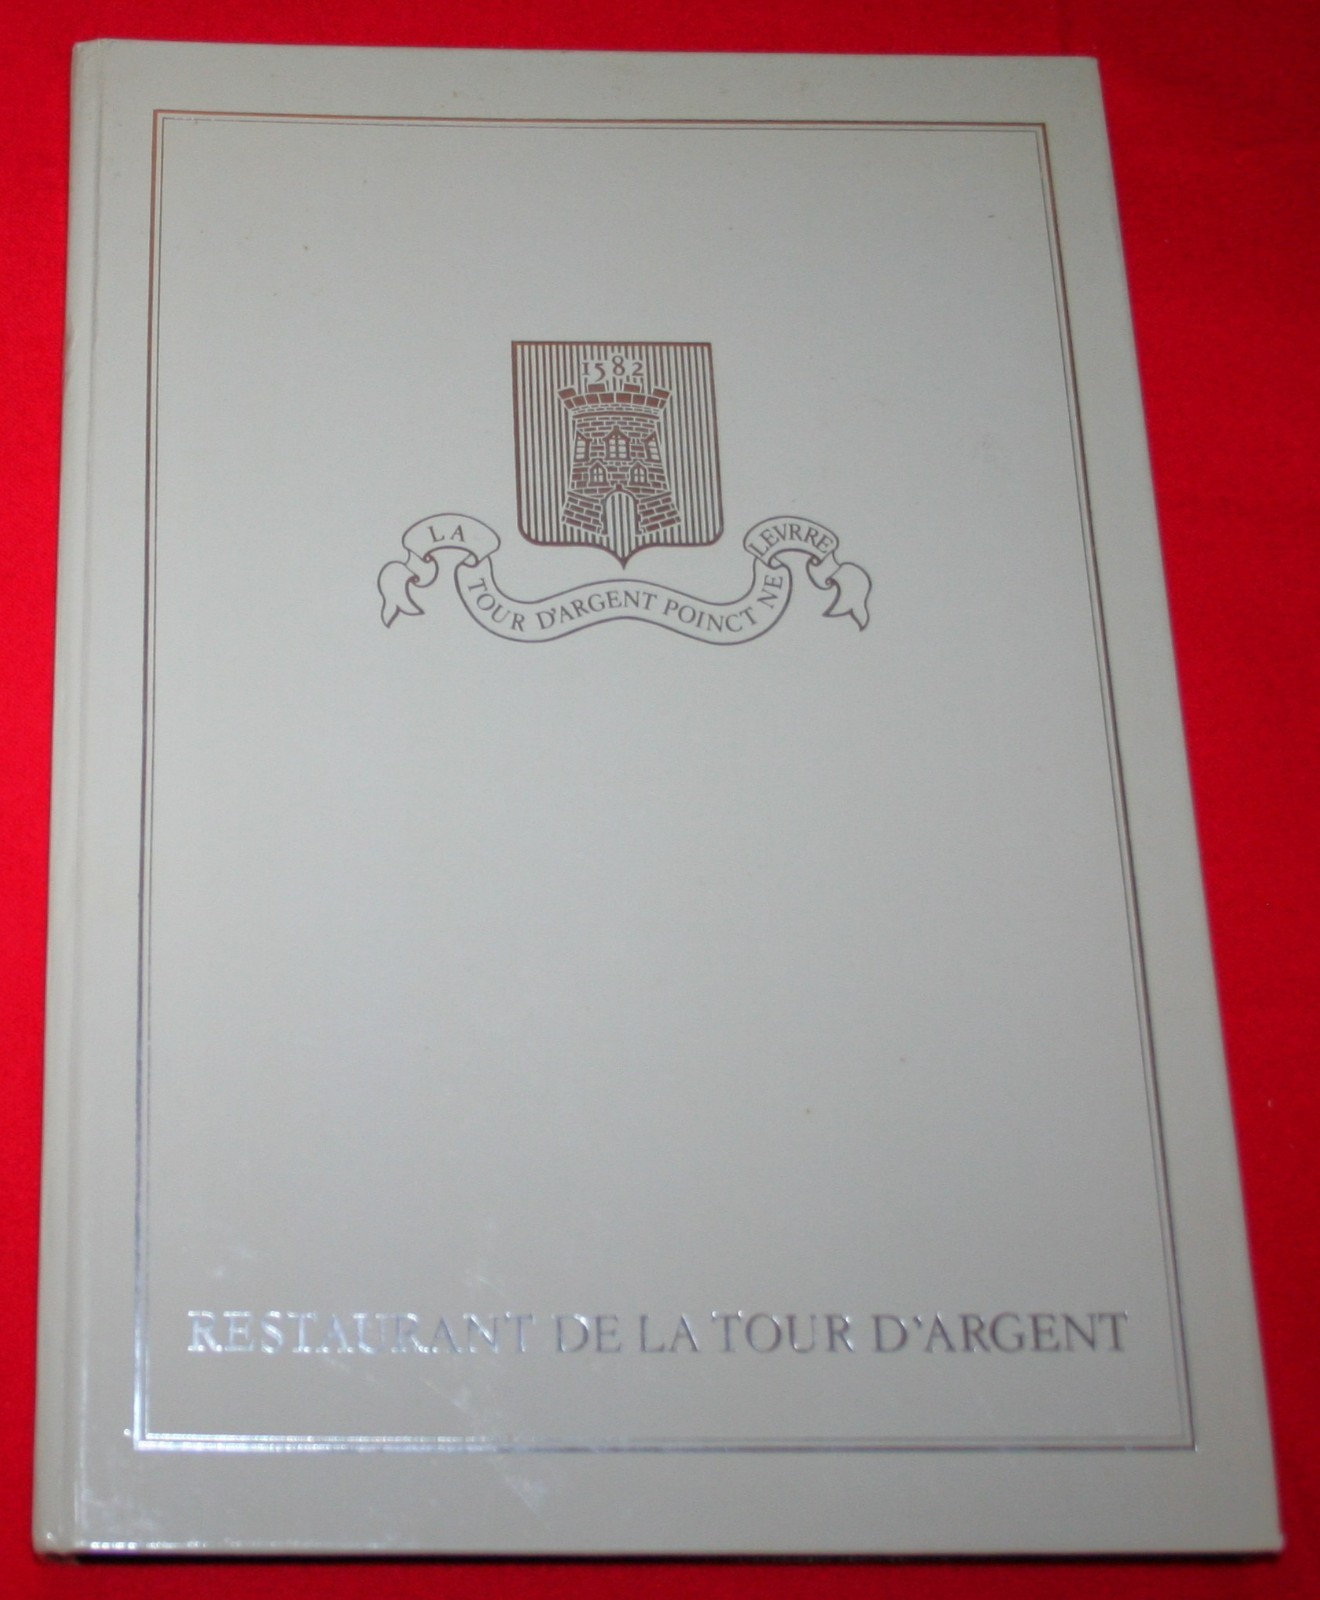 1582
LA TOUR D'ARGENT POINCT NE LEVRRE
RESTAURANT DE LA TOUR D'ARGENT